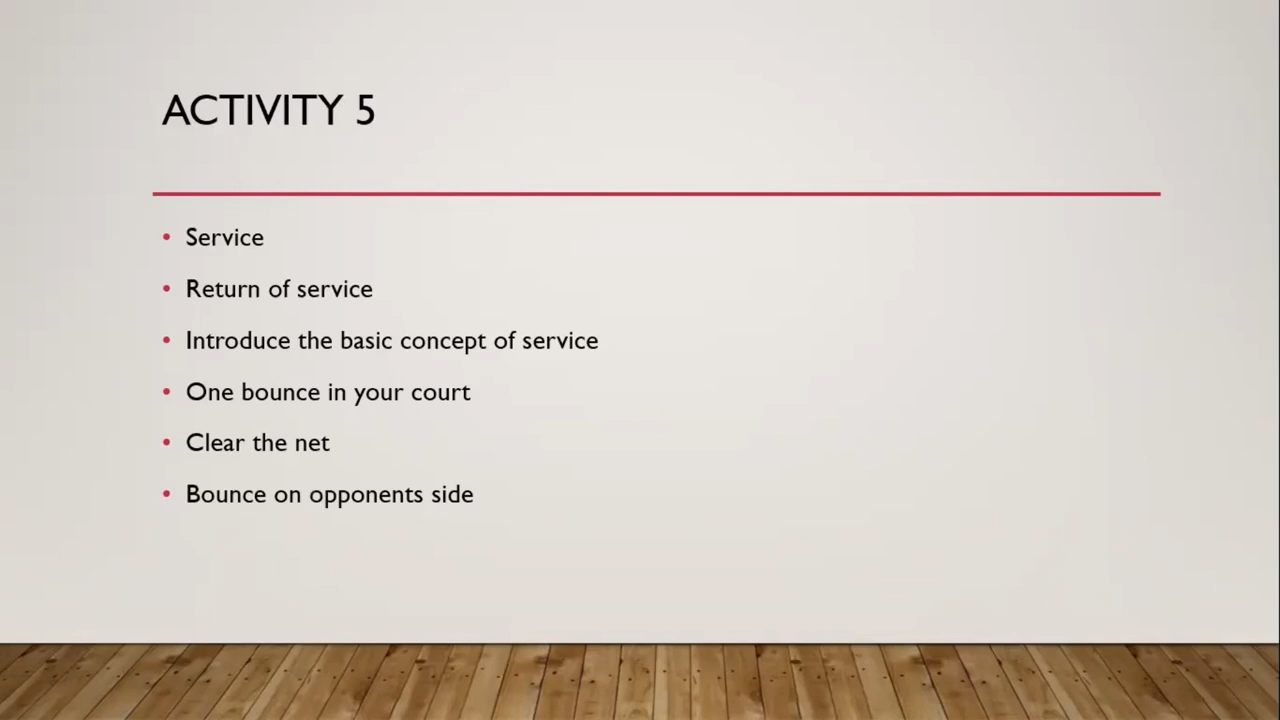 ACTIVITY 5
• Service
• Return of service
• Introduce the basic concept of service
• One bounce in your court
• Clear the net
• Bounce on opponents side